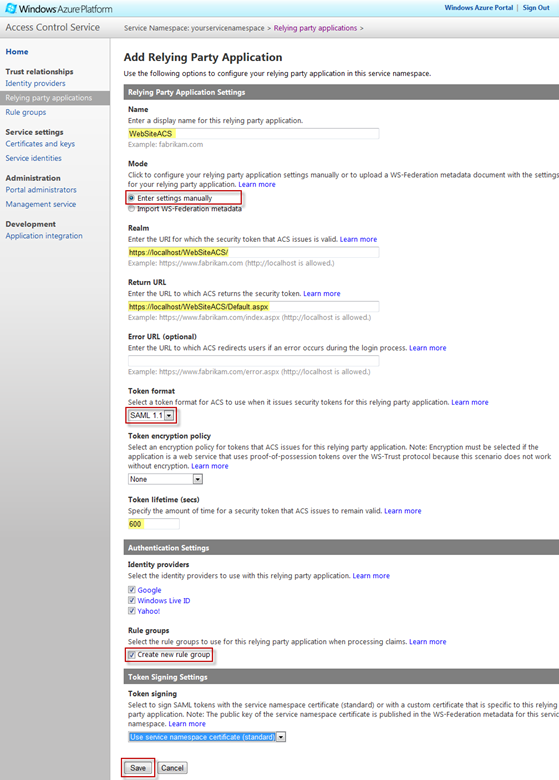 Windows Azure Platform
Windows Azure Portal | Sign Out
Access Control Service
Service Namespace: yourservicenamespace > Relying party applications >
Home
Trust relationships
Identity providers
Relying party applications
Rule groups
Service settings
Certificates and keys
Service identities
Administration
Portal administrators
Management service
Development
Application integration
Add Relying Party Application
Use the following options to configure your relying party application in this service namespace.
Relying Party Application Settings
Name
Enter a display name for this relying party application.
WebSiteACS
Example: fabrikam.com
Mode
Click to configure your relying party application settings manually or to upload a WS-Federation metadata document with the settings
for your relying party application. Learn more
Enter settings manually
Import WS-Federation metadata
Realm
Enter the URI for which the security token that ACS issues is valid. Learn more
https://localhost/WebSiteACS/
Example: https://www.fabrikam.com (http://localhost is allowed.)
Return URL
Enter the URL to which ACS returns the security token. Learn more
https://localhost/WebSiteACS/Default.aspx
Example: https://www.fabrikam.com/index.aspx (http://localhost is allowed.)
Error URL (optional)
Enter the URL to which ACS redirects users if an error occurs during the login process. Learn more
Example: https://www.fabrikam.com/error.aspx (http://localhost is allowed.)
Token format
Select a token format for ACS to use when it issues security tokens for this relying party application. Learn more
SAML 1.1
Token encryption policy
Select an encryption policy for tokens that ACS issues for this relying party application. Note: Encryption must be selected if the
application is a web service that uses proof-of-possession tokens over the WS-Trust protocol because this scenario does not work
without encryption. Learn more
None
Token lifetime (secs)
Specify the amount of time for a security token that ACS issues to remain valid. Learn more
600
Authentication Settings
Identity providers
Select the identity providers to use with this relying party application. Learn more
Google
Windows Live ID
Yahoo!
Rule groups
Select the rule groups to use for this relying party application when processing claims. Learn more
Create new rule group
Token Signing Settings
Token signing
Select to sign SAML tokens with the service namespace certificate (standard) or with a custom certificate that is specific to this relying
party application. Note: The public key of the service namespace certificate is published in the WS-Federation metadata for this servic
namespace. Learn more
Use service namespace certificate (standard)
Save
Cancel